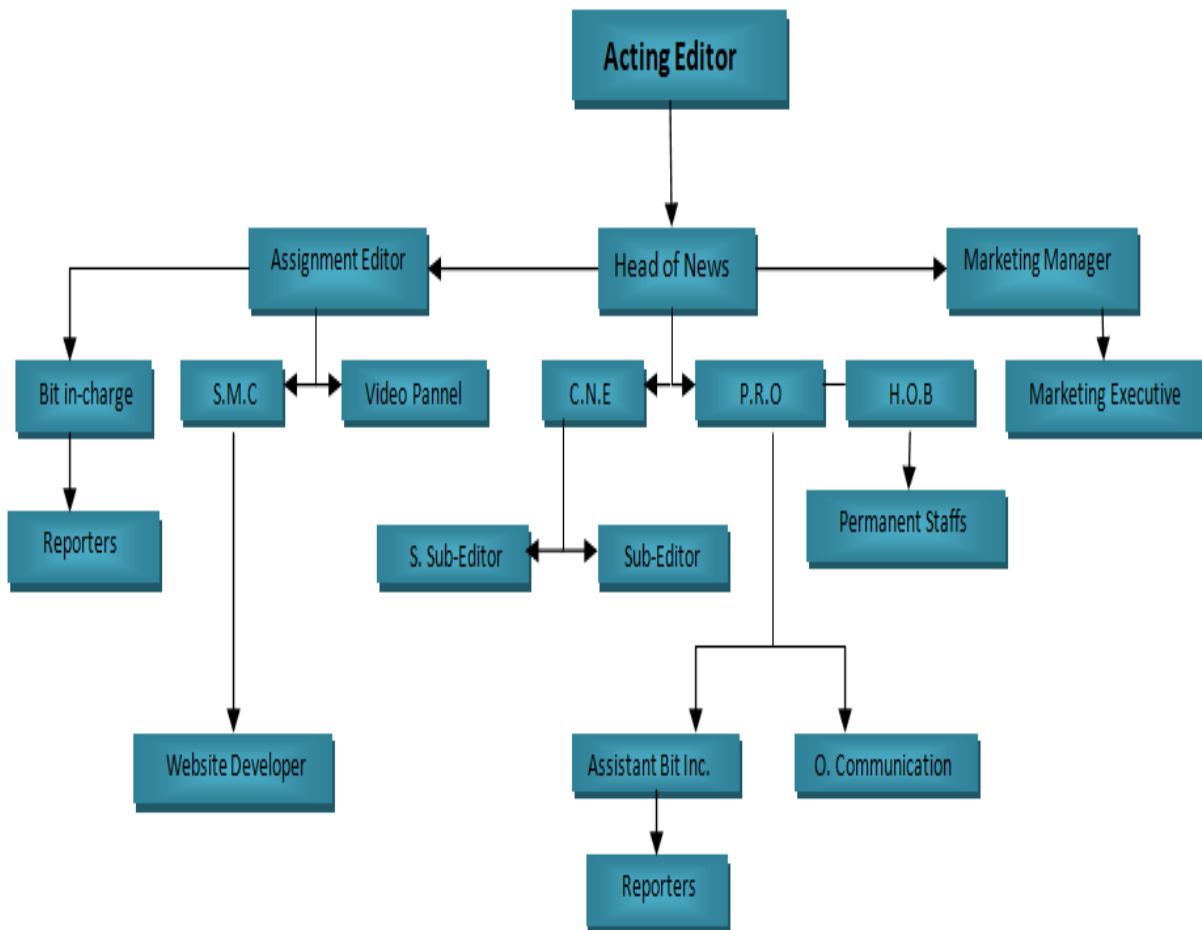 Acting Editor
Assignment Editor
Head of News
Marketing Manager
Bit in-charge
S.M.C
Video Pannel
C.N.E
P.R.O
H.O.B
Marketing Executive
Reporters
S. Sub-Editor
Sub-Editor
Permanent Staffs
Website Developer
Assistant Bit Inc.
O. Communication
Reporters